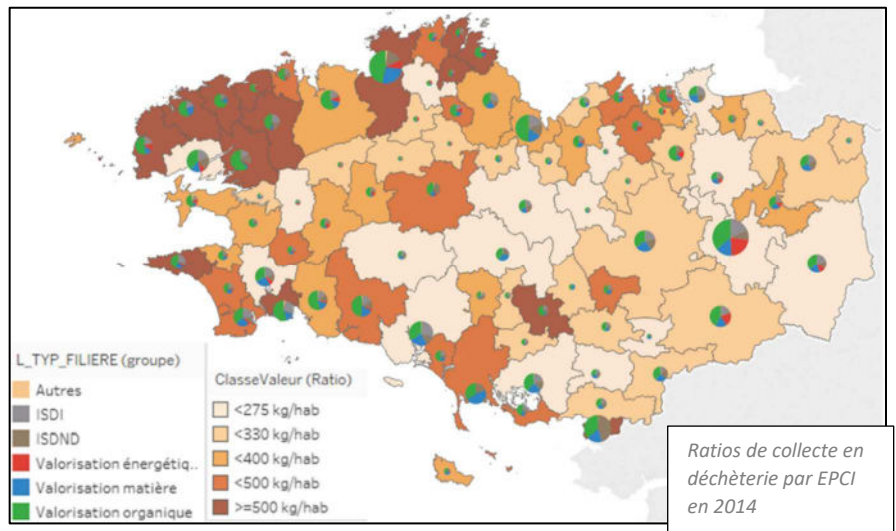 L_TYP_FILIERE (groupe)
Autres
ISDI
ISDND
Valorisation énergétiq..
Valorisation matière
Valorisation organique
ClasseValeur (Ratio)
<275 kg/hab
<330 kg/hab
<400 kg/hab
<500 kg/hab
>=500 kg/hab
Ratios de collecte en
déchèterie par EPCI
en 2014